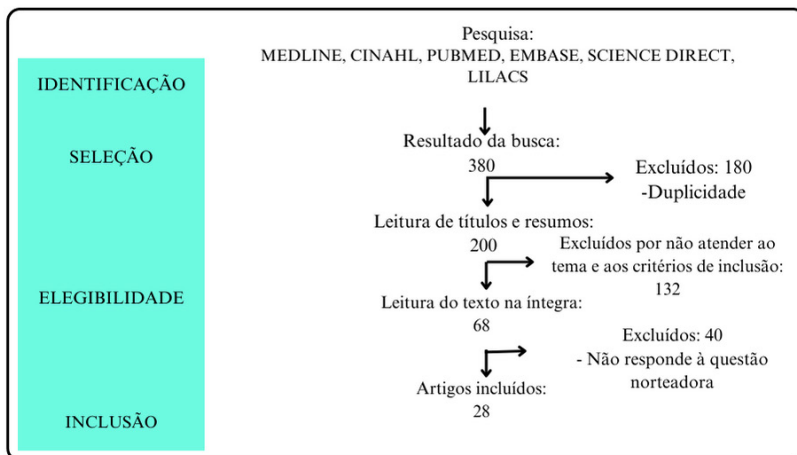 Pesquisa:
MEDLINE, CINAHL, PUBMED, EMBASE, SCIENCE DIRECT,
LILACS
IDENTIFICAÇÃO
Resultado da busca:
380
SELEÇÃO
Excluídos: 180
-Duplicidade
Leitura de títulos e resumos:
200
Excluídos por não atender ao
tema e aos critérios de inclusão:
132
ELEGIBILIDADE
Leitura do texto na íntegra:
68
Excluídos: 40
- Não responde à questão
norteadora
Artigos incluídos:
28
INCLUSÃO